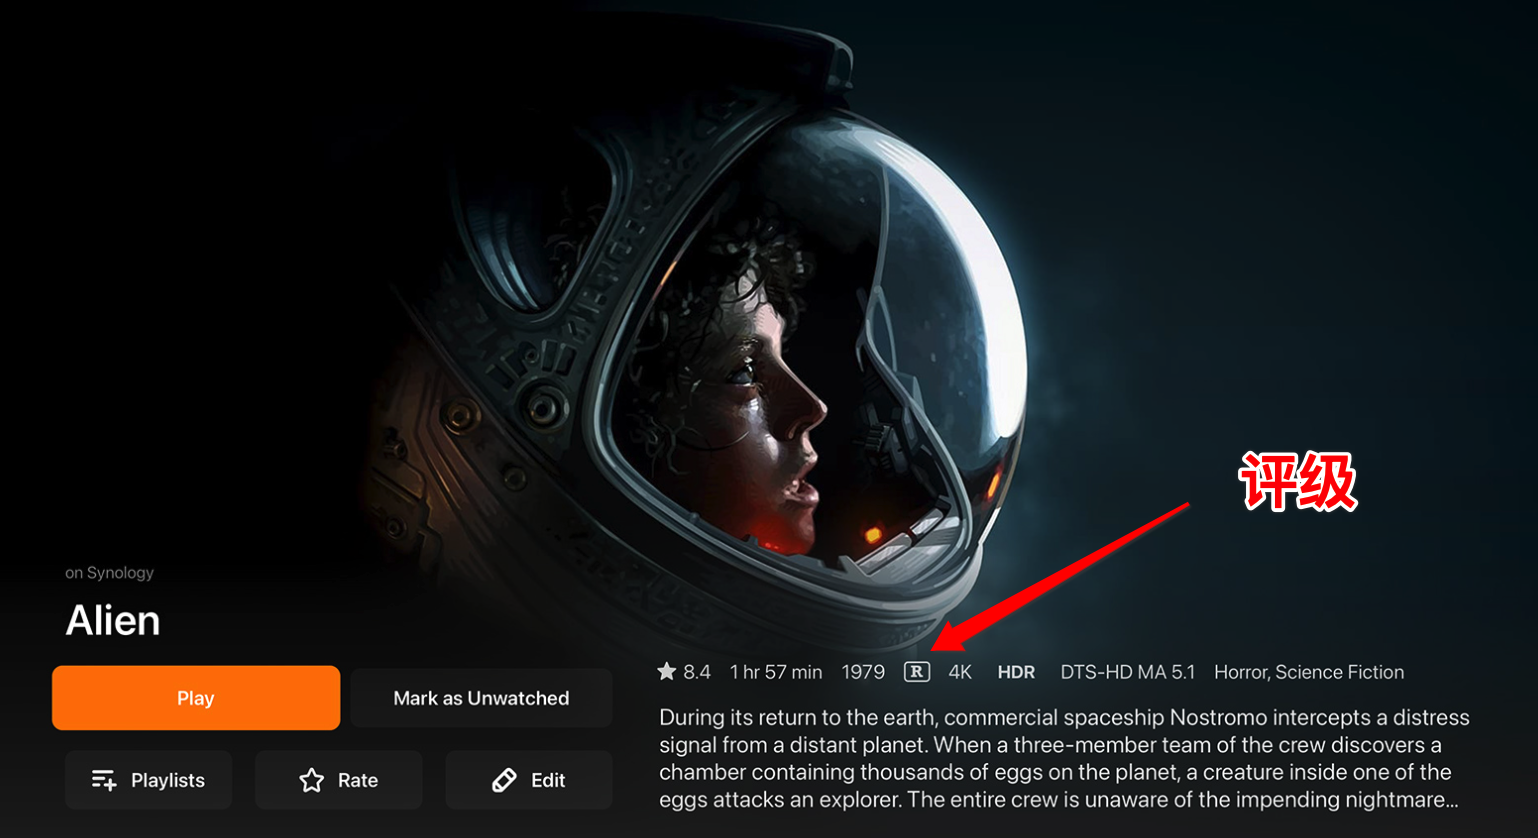 评级
on Synology
Alien
Play
Mark as Unwatched
Playlists
Rate
Edit
8.4 1 hr 57 min 1979 R 4K HDR DTS-HD MA 5.1 Horror, Science Fiction
During its return to the earth, commercial spaceship Nostromo intercepts a distress
signal from a distant planet. When a three-member team of the crew discovers a
chamber containing thousands of eggs on the planet, a creature inside one of the
eggs attacks an explorer. The entire crew is unaware of the impending nightmare...